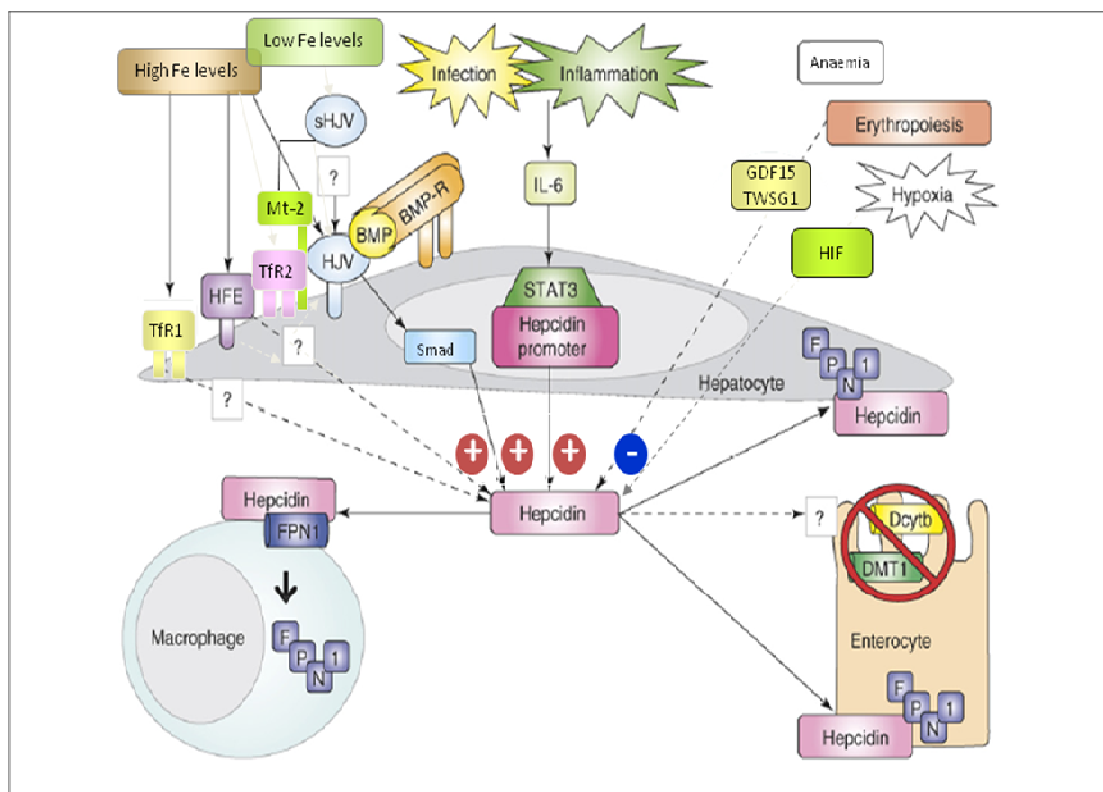 Low Fe levels
High Fe levels
Infection
Inflammation
Anaemia
Erythropoiesis
sHJV
?
IL-6
GDF15
TWSG1
Hypoxia
Mt-2
BMP
BMP-R
HJV
HIF
TfR2
HFE
STAT3
TfR1
?
Smad
Hepcidin
promoter
F
P
N
1
Hepatocyte
?
Hepcidin
+
+
+
-
Hepcidin
FPN1
Hepcidin
?
Dcytb
DMT1
Macrophage
F
P
N
1
Enterocyte
F
P
N
1
Hepcidin